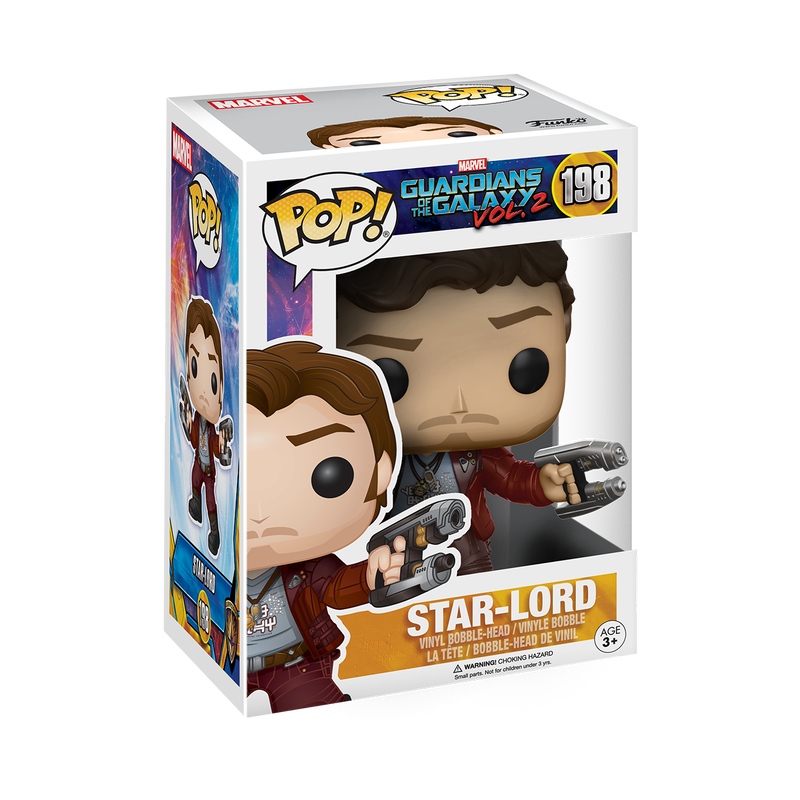 MARVEL
POP!
Funko
MARVEL
POP!
STAR-LORD
198
POP!®
MARVEL
GUARDIANS
OF THE GALAXY
VOL. 2
198
STAR-LORD
VINYL BOBBLE-HEAD / VINYLE BOBBLE
LA TÊTE / BOBBLE-HEAD DE VINIL
WARNING! CHOKING HAZARD
Small parts. Not for children under 3 yrs.
AGE
3+